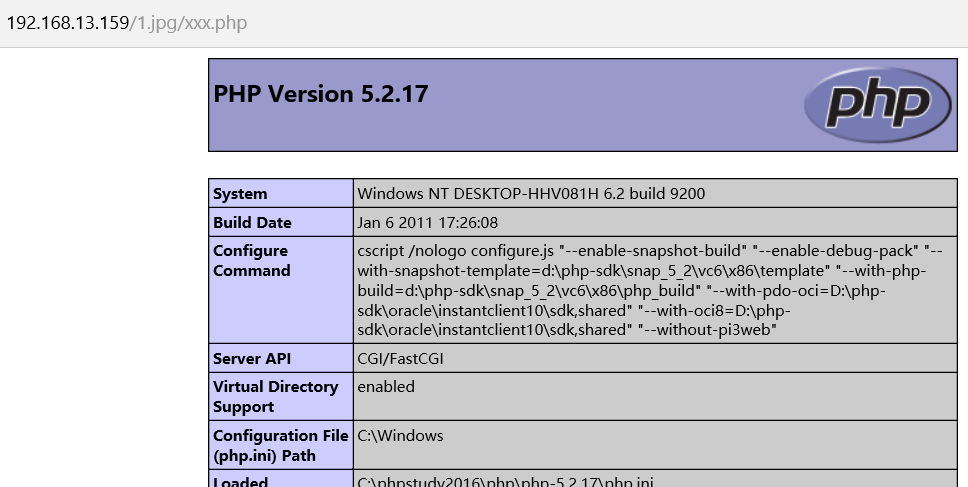 192.168.13.159/1.jpg/xxx.php
PHP Version 5.2.17
php
System Windows NT DESKTOP-HHV081H 6.2 build 9200
Build Date Jan 6 2011 17:26:08
Configure Command cscript /nologo configure.js "--enable-snapshot-build" "--enable-debug-pack" "--
with-snapshot-template=d:\php-sdk\snap_5_2\vc6\x86\template" "--with-php-
build=d:\php-sdk\snap_5_2\vc6\x86\php_build" "--with-pdo-oci=D:\php-
sdk\oracle\instantclient10\sdk,shared" "--with-oci8=D:\php-
sdk\oracle\instantclient10\sdk,shared" "--without-pi3web"
Server API CGI/FastCGI
Virtual Directory enabled
Support
Configuration File C:\Windows
(php.ini) Path
Loaded C:\phpstudy2016\php\php-5.2.17\php.ini